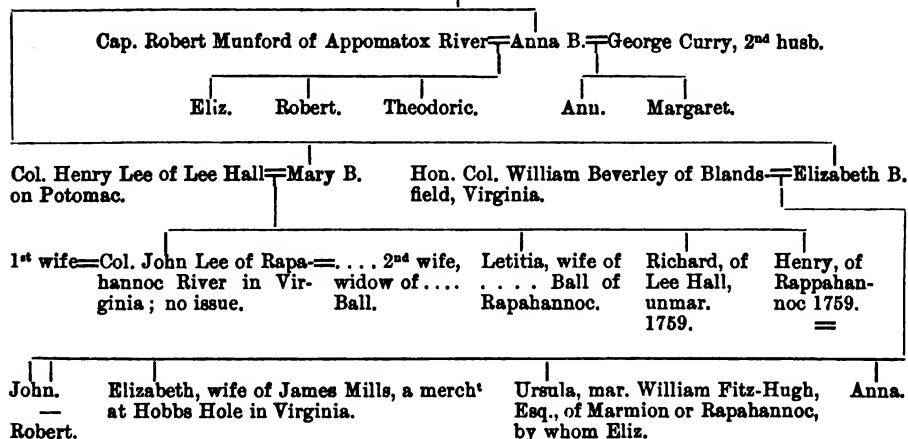 Cap. Robert Munford of Appomatox River=Anna B.=George Curry, 2nd husb.
Eliz. Robert. Theodoric. Ann. Margaret.
Col. Henry Lee of Lee Hall=Mary B.
on Potomac.
Hon. Col. William Beverley of Blands-=Elizabeth B.
field, Virginia.
1st wife=Col. John Lee of Rapa-=.... 2nd wife,
hannoc River in Vir- widow of ....
ginia; no issue. Ball.
Letitia, wife of
.... Ball of
Rapahannoc.
Richard, of
Lee Hall,
unmar.
1759.
Henry, of
Rappahan-
noc 1759.
=
John.
—
Robert.
Elizabeth, wife of James Mills, a mercht
at Hobbs Hole in Virginia.
Ursula, mar. William Fitz-Hugh,
Esq., of Marmion or Rapahannoc,
by whom Eliz.
Anna.